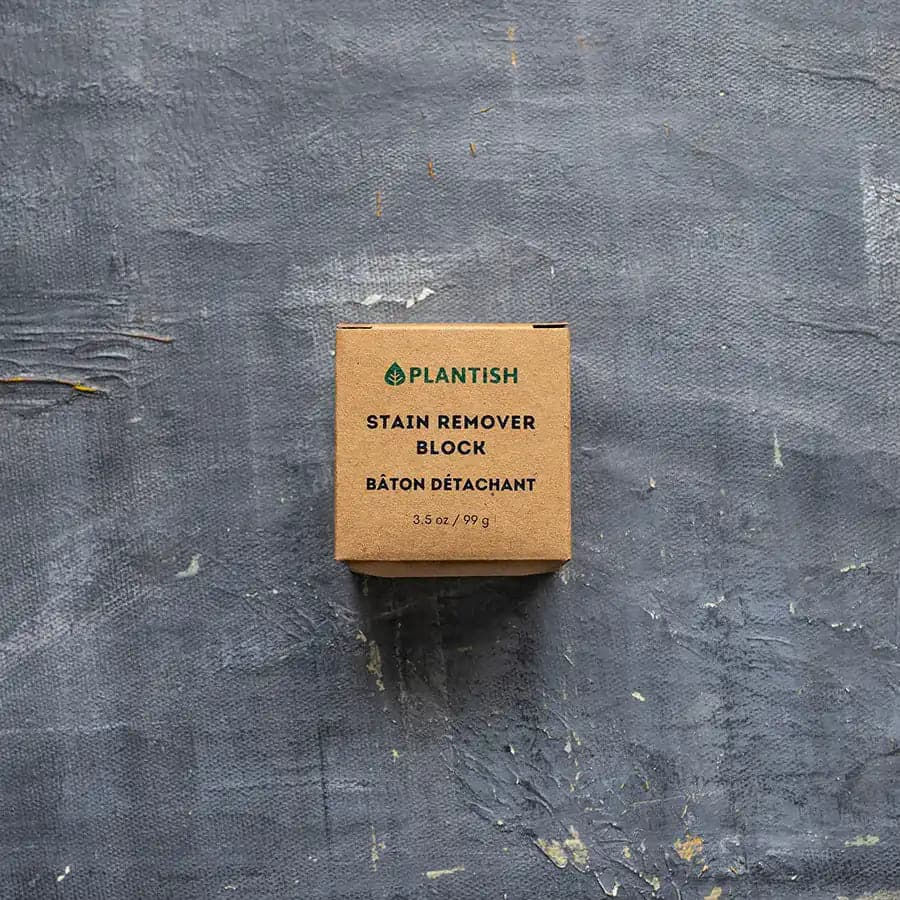 PLANTISH
STAIN REMOVER
BLOCK
BÂTON DÉTACHANT
3.5 oz / 99 g